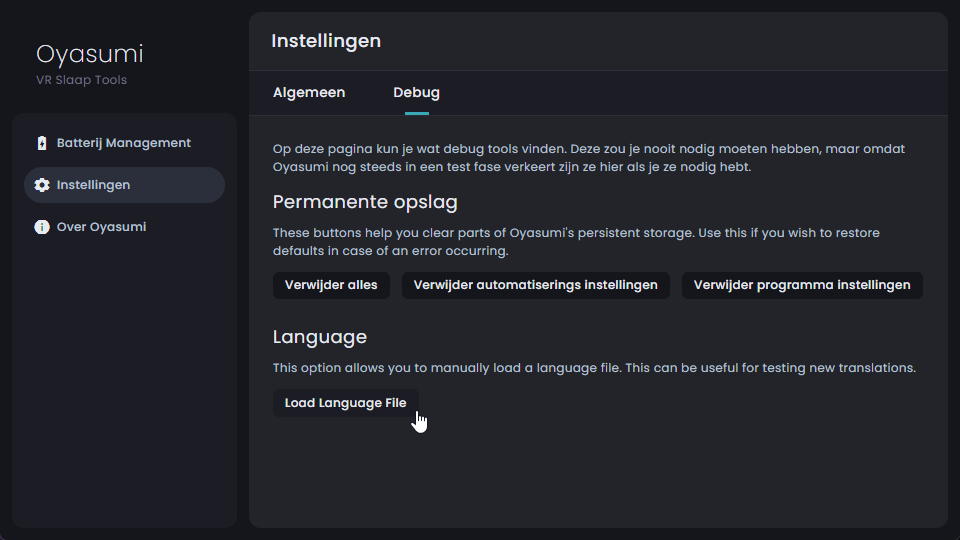 Oyasumi
VR Slaap Tools
Batterij Management
Instellingen
Over Oyasumi
Instellingen
Algemeen
Debug
Op deze pagina kun je wat debug tools vinden. Deze zou je nooit nodig moeten hebben, maar omdat
Oyasumi nog steeds in een test fase verkeert zijn ze hier als je ze nodig hebt.
Permanente opslag
These buttons help you clear parts of Oyasumi's persistent storage. Use this if you wish to restore
defaults in case of an error occurring.
Verwijder alles
Verwijder automatiserings instellingen
Verwijder programma instellingen
Language
This option allows you to manually load a language file. This can be useful for testing new translations.
Load Language File